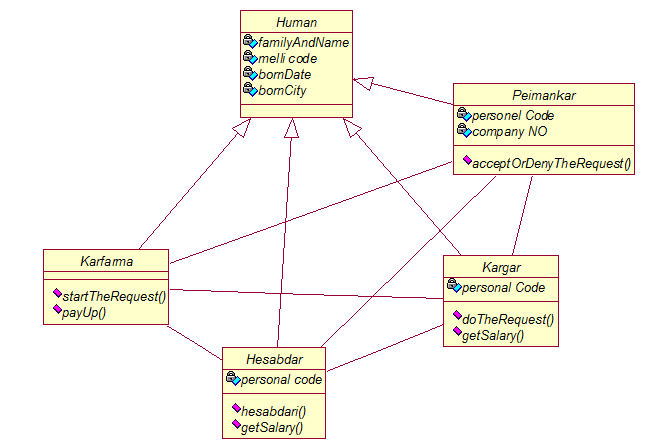 Human
familyAndName
melli code
bornDate
bornCity
Peimankar
personel Code
company NO
acceptOrDenyTheRequest()
Karfarma
startTheRequest()
payUp()
Kargar
personal Code
doTheRequest()
getSalary()
Hesabdar
personal code
hesabdari()
getSalary()